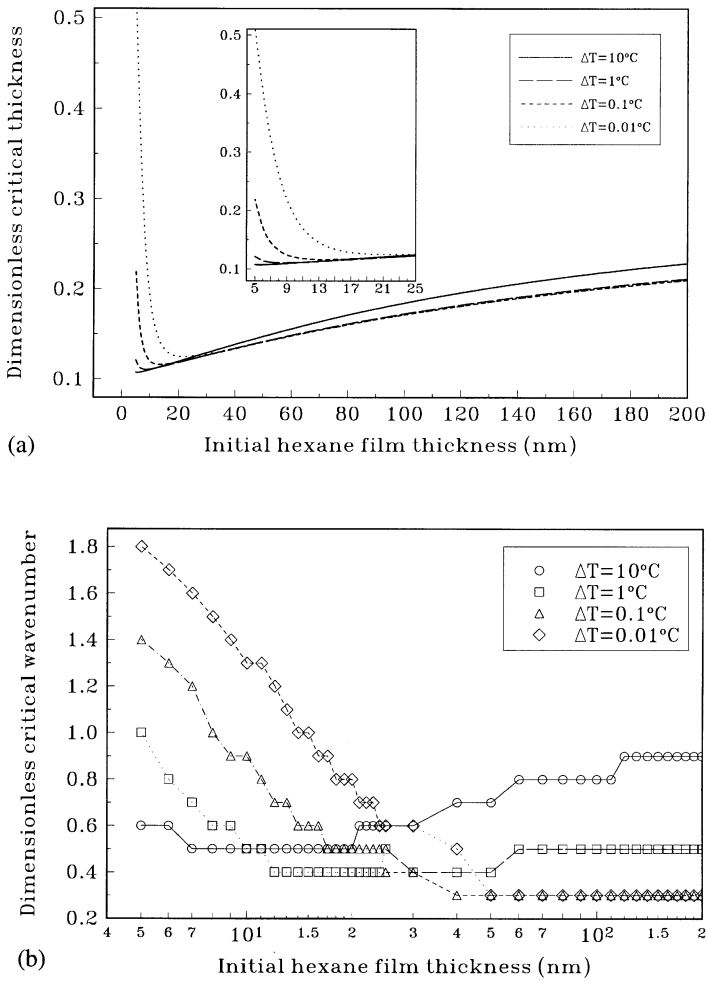 Dimensionless critical thickness
0.5
0.4
0.3
0.2
0.1
0 20 40 60 80 100 120 140 160 180 200
Initial hexane film thickness (nm)
0.5
0.4
0.3
0.2
0.1
5 9 13 17 21 25
ΔT=10°C
ΔT=1°C
ΔT=0.1°C
ΔT=0.01°C
(a)
Dimensionless critical wavenumber
1.8
1.6
1.4
1.2
1.0
0.8
0.6
0.4
0.2
ΔT=10°C
ΔT=1°C
ΔT=0.1°C
ΔT=0.01°C
4 5 6 7 10¹ 1.5 2 3 4 5 6 7 10² 1.5 2
Initial hexane film thickness (nm)
(b)